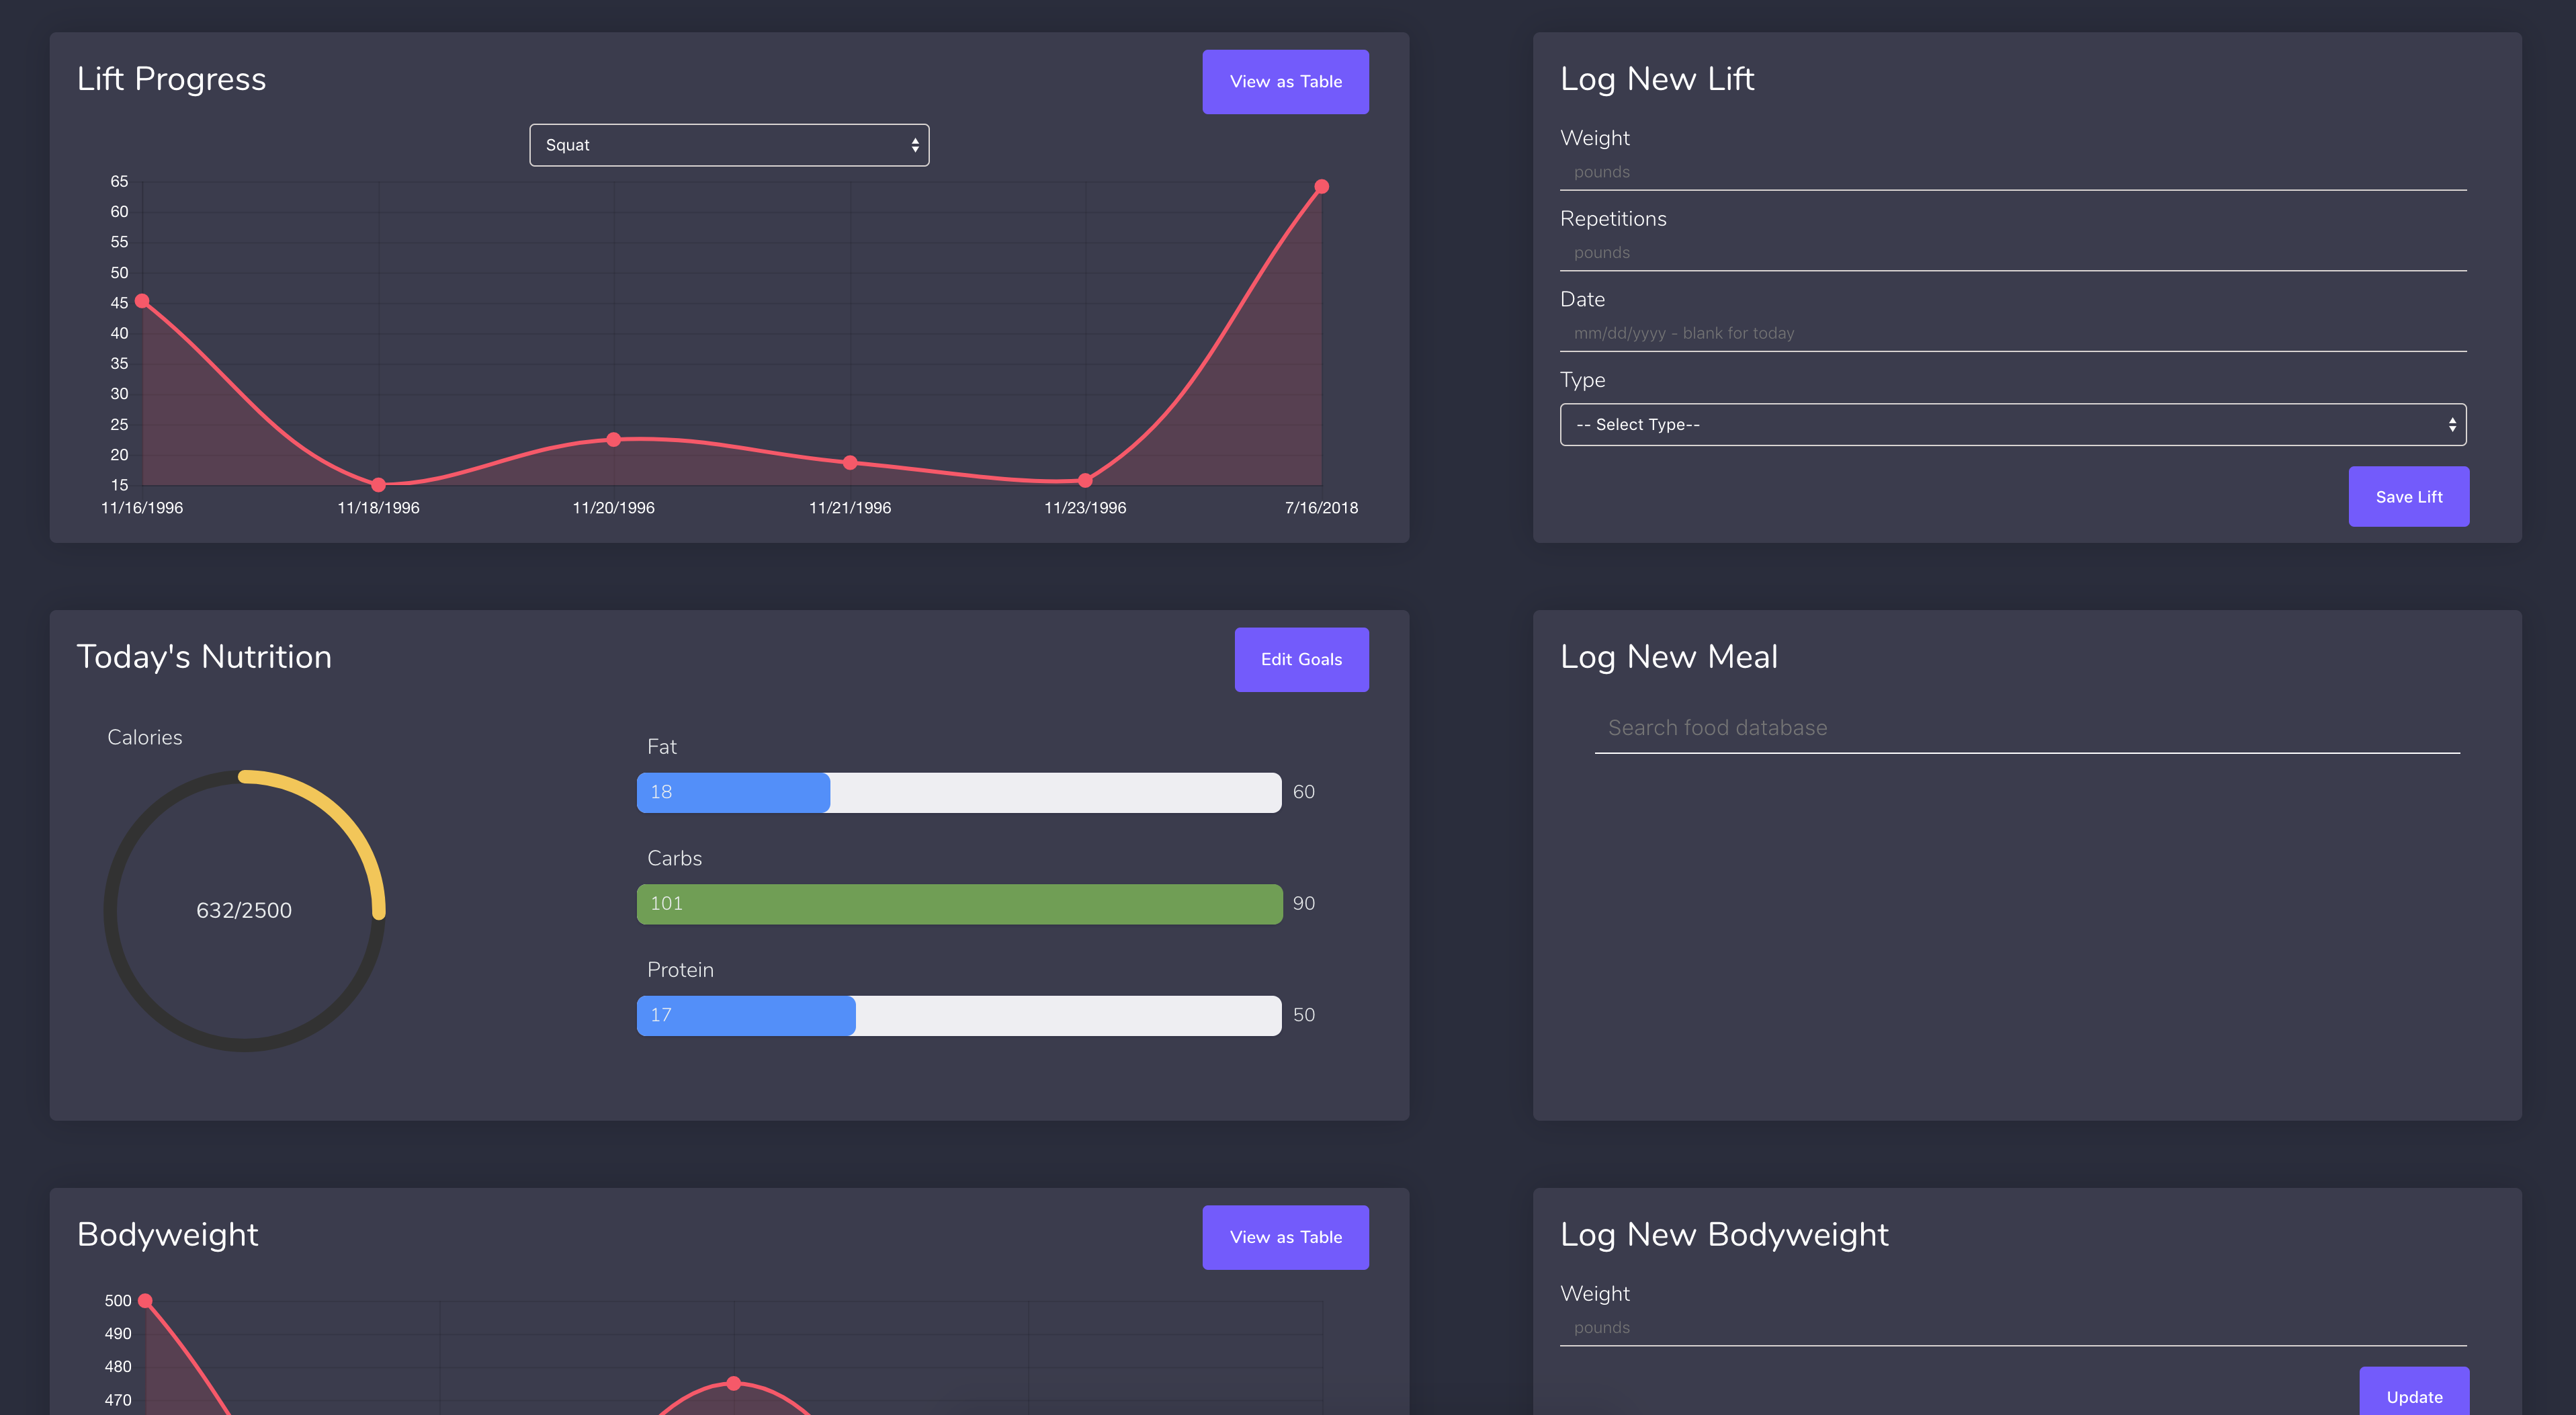 Lift Progress
View as Table
Squat
65
60
55
50
45
40
35
30
25
20
15
11/16/1996
11/18/1996
11/20/1996
11/21/1996
11/23/1996
7/16/2018
Log New Lift
Weight
pounds
Repetitions
pounds
Date
mm/dd/yyyy - blank for today
Type
-- Select Type--
Save Lift
Today's Nutrition
Edit Goals
Calories
632/2500
Fat
18
60
Carbs
101
90
Protein
17
50
Log New Meal
Search food database
Bodyweight
View as Table
500
490
480
470
Log New Bodyweight
Weight
pounds
Update